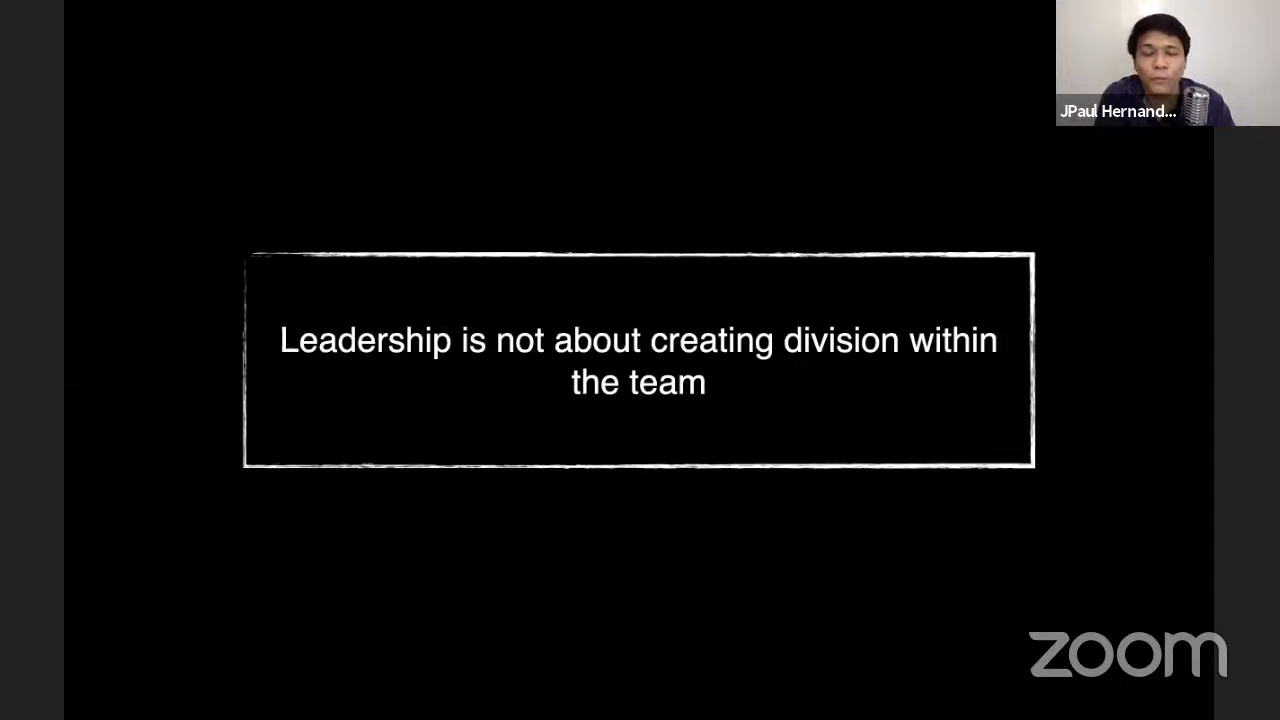 JPaul Hernand...
Leadership is not about creating division within
the team
zoom